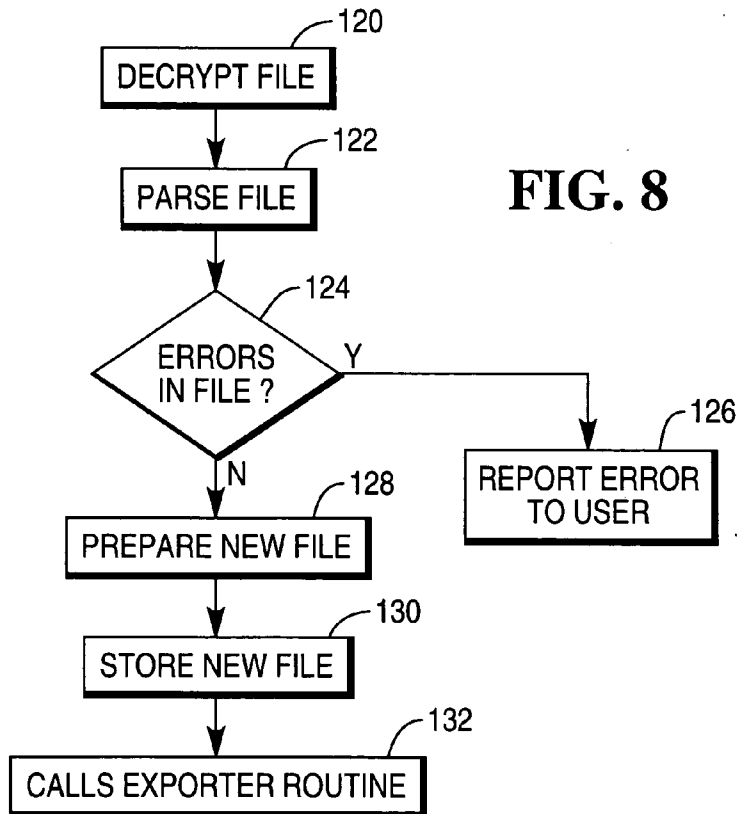 120
DECRYPT FILE
122
PARSE FILE
FIG. 8
124
ERRORS
IN FILE ?
Y
126
REPORT ERROR
TO USER
N
128
PREPARE NEW FILE
130
STORE NEW FILE
132
CALLS EXPORTER ROUTINE